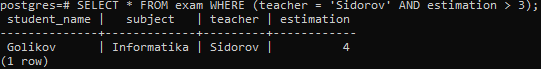 postgres=# SELECT * FROM exam WHERE (teacher = 'Sidorov' AND estimation > 3);
 student_name |   subject   | teacher | estimation
--------------+-------------+---------+------------
 Golikov      | Informatika | Sidorov |          4
(1 row)